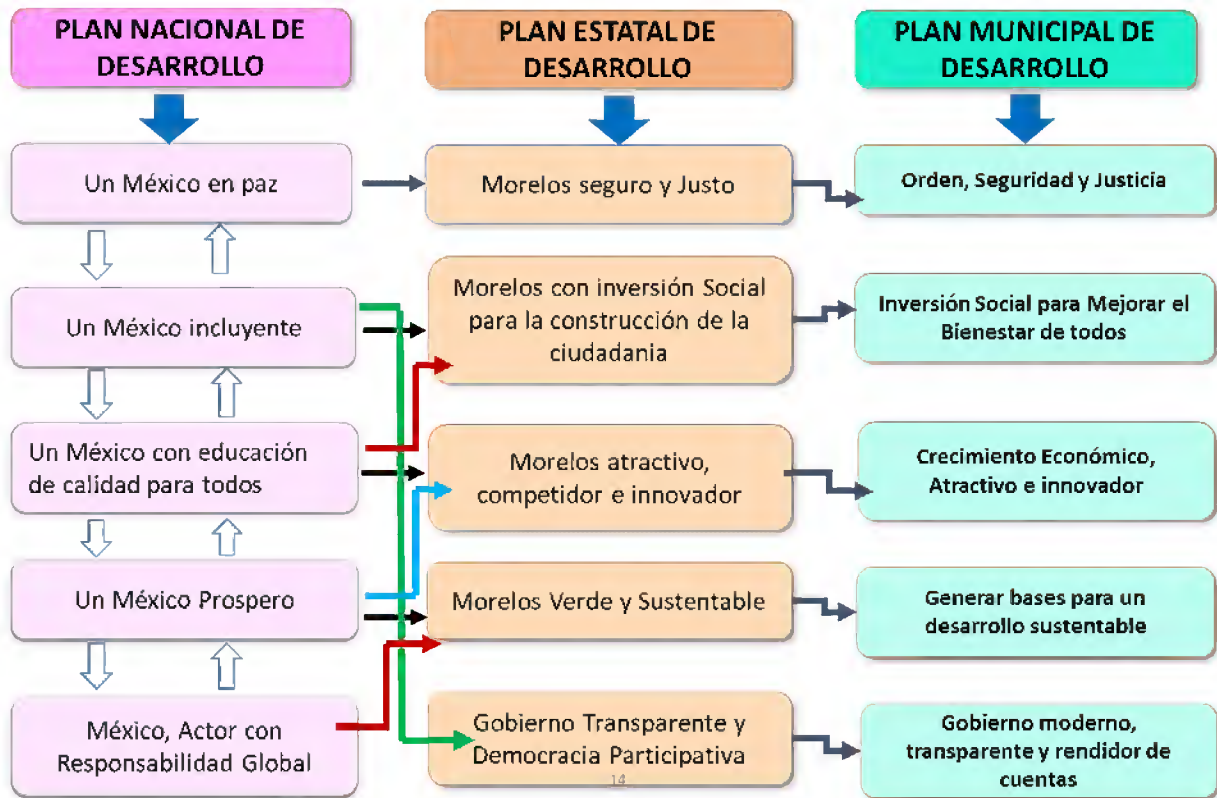 PLAN NACIONAL DE
DESARROLLO
PLAN ESTATAL DE
DESARROLLO
PLAN MUNICIPAL DE
DESARROLLO
Un México en paz
Morelos seguro y Justo
Orden, Seguridad y Justicia
Un México incluyente
Morelos con inversión Social
para la construcción de la
ciudadania
Inversión Social para Mejorar el
Bienestar de todos
Un México con educación
de calidad para todos
Morelos atractivo,
competidor e innovador
Crecimiento Económico,
Atractivo e innovador
Un México Prospero
Morelos Verde y Sustentable
Generar bases para un
desarrollo sustentable
México, Actor con
Responsabilidad Global
Gobierno Transparente y
Democracia Participativa
14
Gobierno moderno,
transparente y rendidor de
cuentas